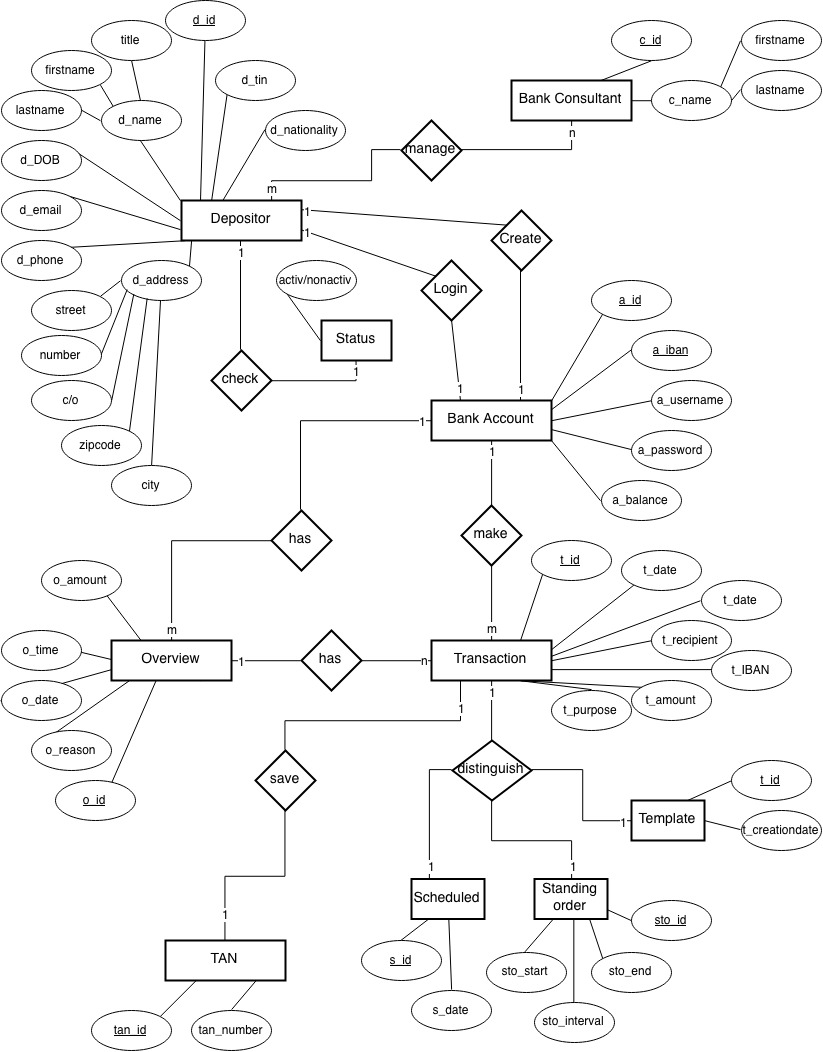 d_id
title
c_id
firstname
firstname
d_tin
lastname
Bank Consultant
c_name
lastname
d_name
d_nationality
n
manage
d_DOB
m
d_email
Depositor
1
1
Create
d_phone
1
d_address
activ/nonactiv
Login
street
a_id
Status
number
a_iban
1
check
c/o
1
1
a_username
1
Bank Account
zipcode
1
a_password
city
a_balance
has
make
t_id
o_amount
t_date
t_date
m
m
t_recipient
o_time
Overview
1
has
n
Transaction
t_IBAN
o_date
1
1
t_purpose
t_amount
o_reason
save
distinguish
t_id
o_id
1
Template
t_creationdate
1
1
Scheduled
Standing
order
1
sto_id
TAN
s_id
sto_start
sto_end
s_date
sto_interval
tan_id
tan_number